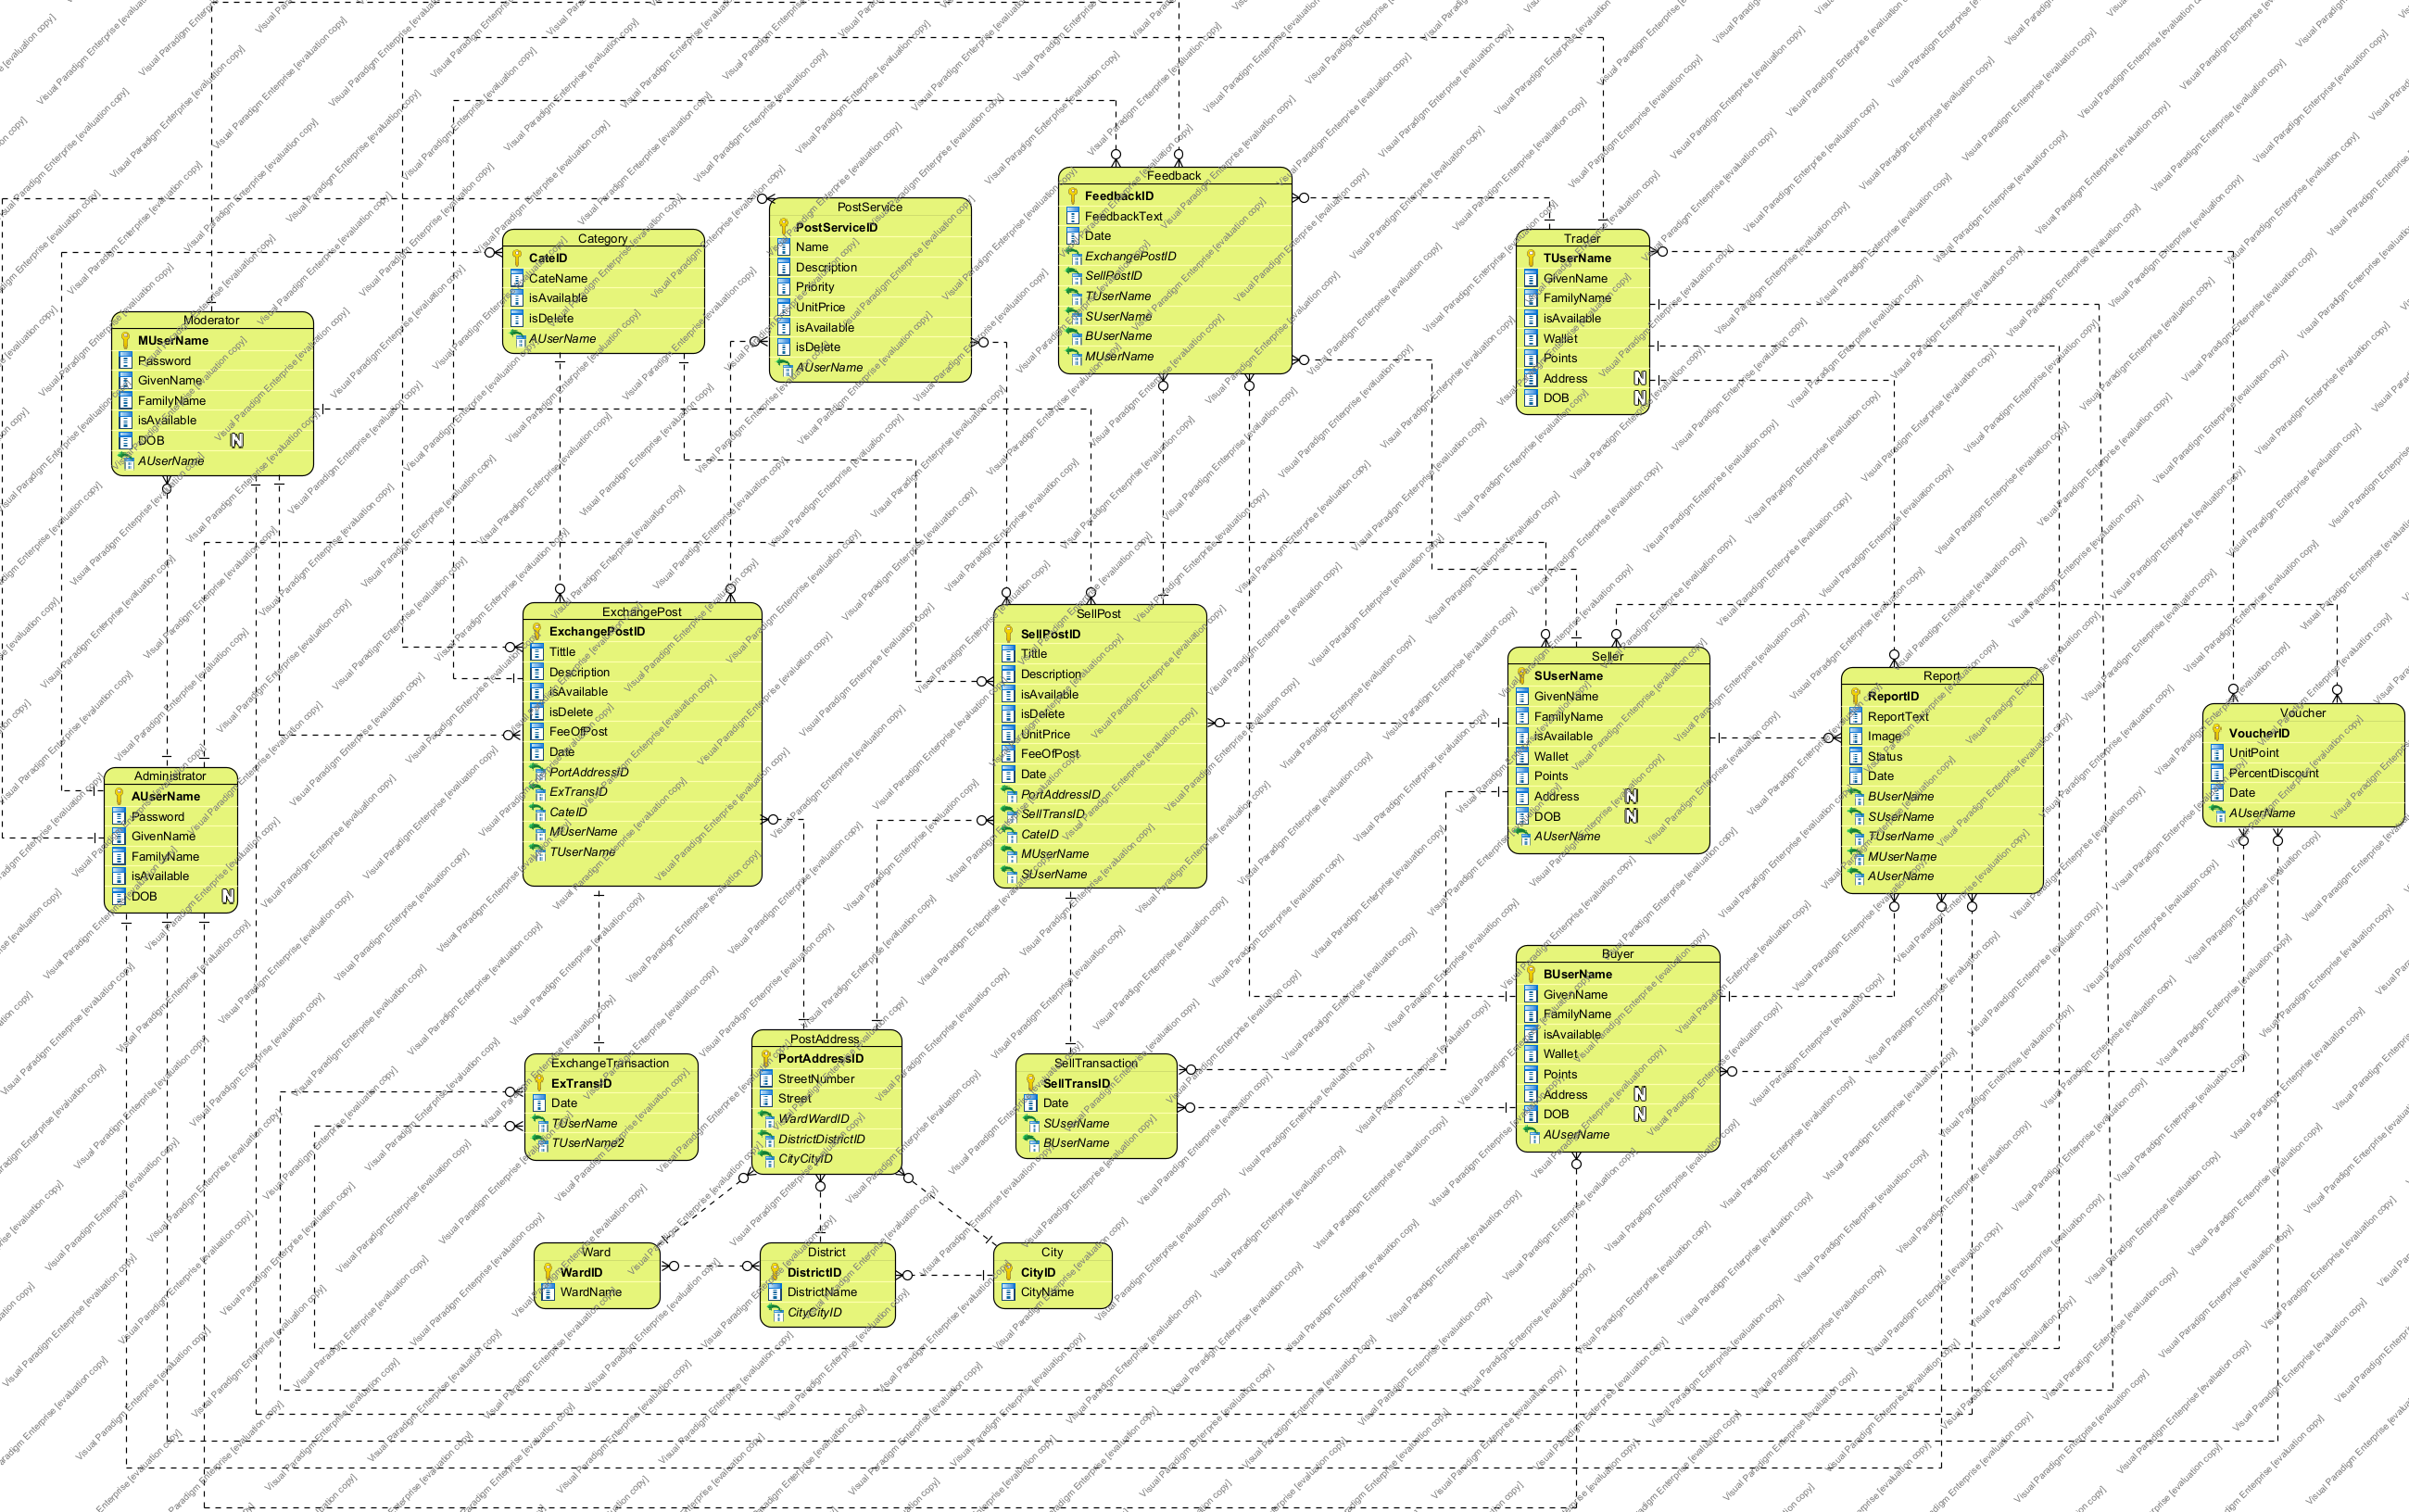 Feedback
FeedbackID
FeedbackText
Date
ExchangePostID
SellPostID
TUserName
SUserName
BUserName
MUserName
PostService
PostServiceID
Name
Description
Priority
UnitPrice
isAvailable
isDelete
AUserName
Category
CateID
CateName
isAvailable
isDelete
AUserName
Trader
TUserName
GivenName
FamilyName
isAvailable
Wallet
Points
Address N
DOB N
Moderator
MUserName
Password
GivenName
FamilyName
isAvailable
DOB N
AUserName
ExchangePost
ExchangePostID
Tittle
Description
isAvailable
isDelete
FeeOfPost
Date
PortAddressID
ExTransID
CateID
MUserName
TUserName
SellPost
SellPostID
Tittle
Description
isAvailable
isDelete
UnitPrice
FeeOfPost
Date
PortAddressID
SellTransID
CateID
MUserName
SUserName
Seller
SUserName
GivenName
FamilyName
isAvailable
Wallet
Points
Address N
DOB N
AUserName
Report
ReportID
ReportText
Image
Status
Date
BUserName
SUserName
TUserName
MUserName
AUserName
Voucher
VoucherID
UnitPoint
PercentDiscount
Date
AUserName
Administrator
AUserName
Password
GivenName
FamilyName
isAvailable
DOB N
Buyer
BUserName
GivenName
FamilyName
isAvailable
Wallet
Points
Address N
DOB N
AUserName
ExchangeTransaction
ExTransID
Date
TUserName
TUserName2
PostAddress
PortAddressID
StreetNumber
Street
WardWardID
DistrictDistrictID
CityCityID
SellTransaction
SellTransID
Date
SUserName
BUserName
Ward
WardID
WardName
District
DistrictID
DistrictName
CityCityID
City
CityID
CityName
Visual Paradigm Enterprise [evaluation copy]